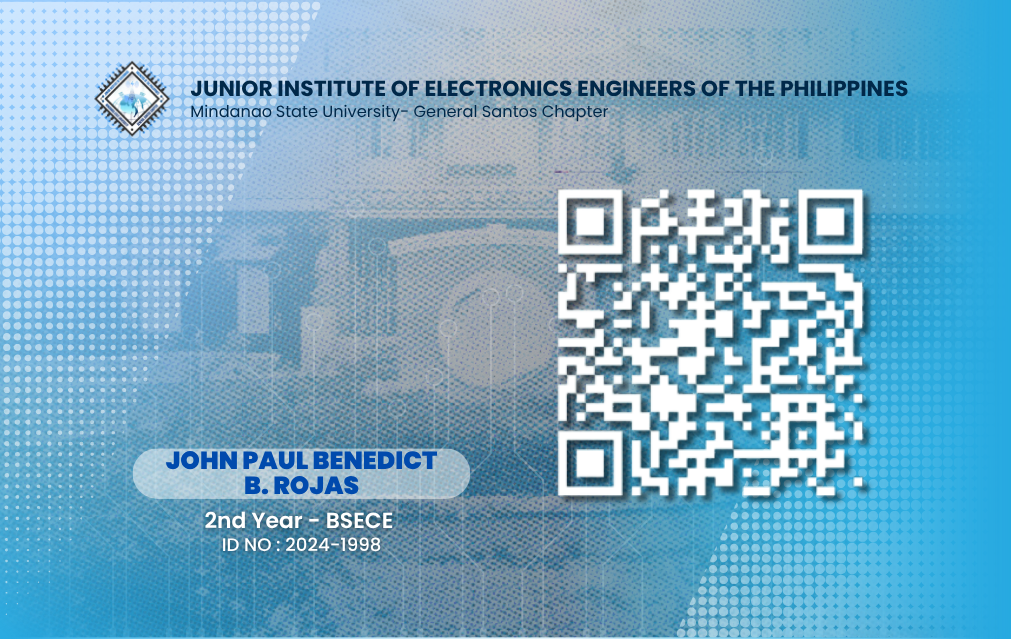 JUNIOR INSTITUTE OF ELECTRONICS ENGINEERS OF THE PHILIPPINES
Mindanao State University- General Santos Chapter
JOHN PAUL BENEDICT
B. ROJAS
2nd Year - BSECE
ID NO : 2024-1998